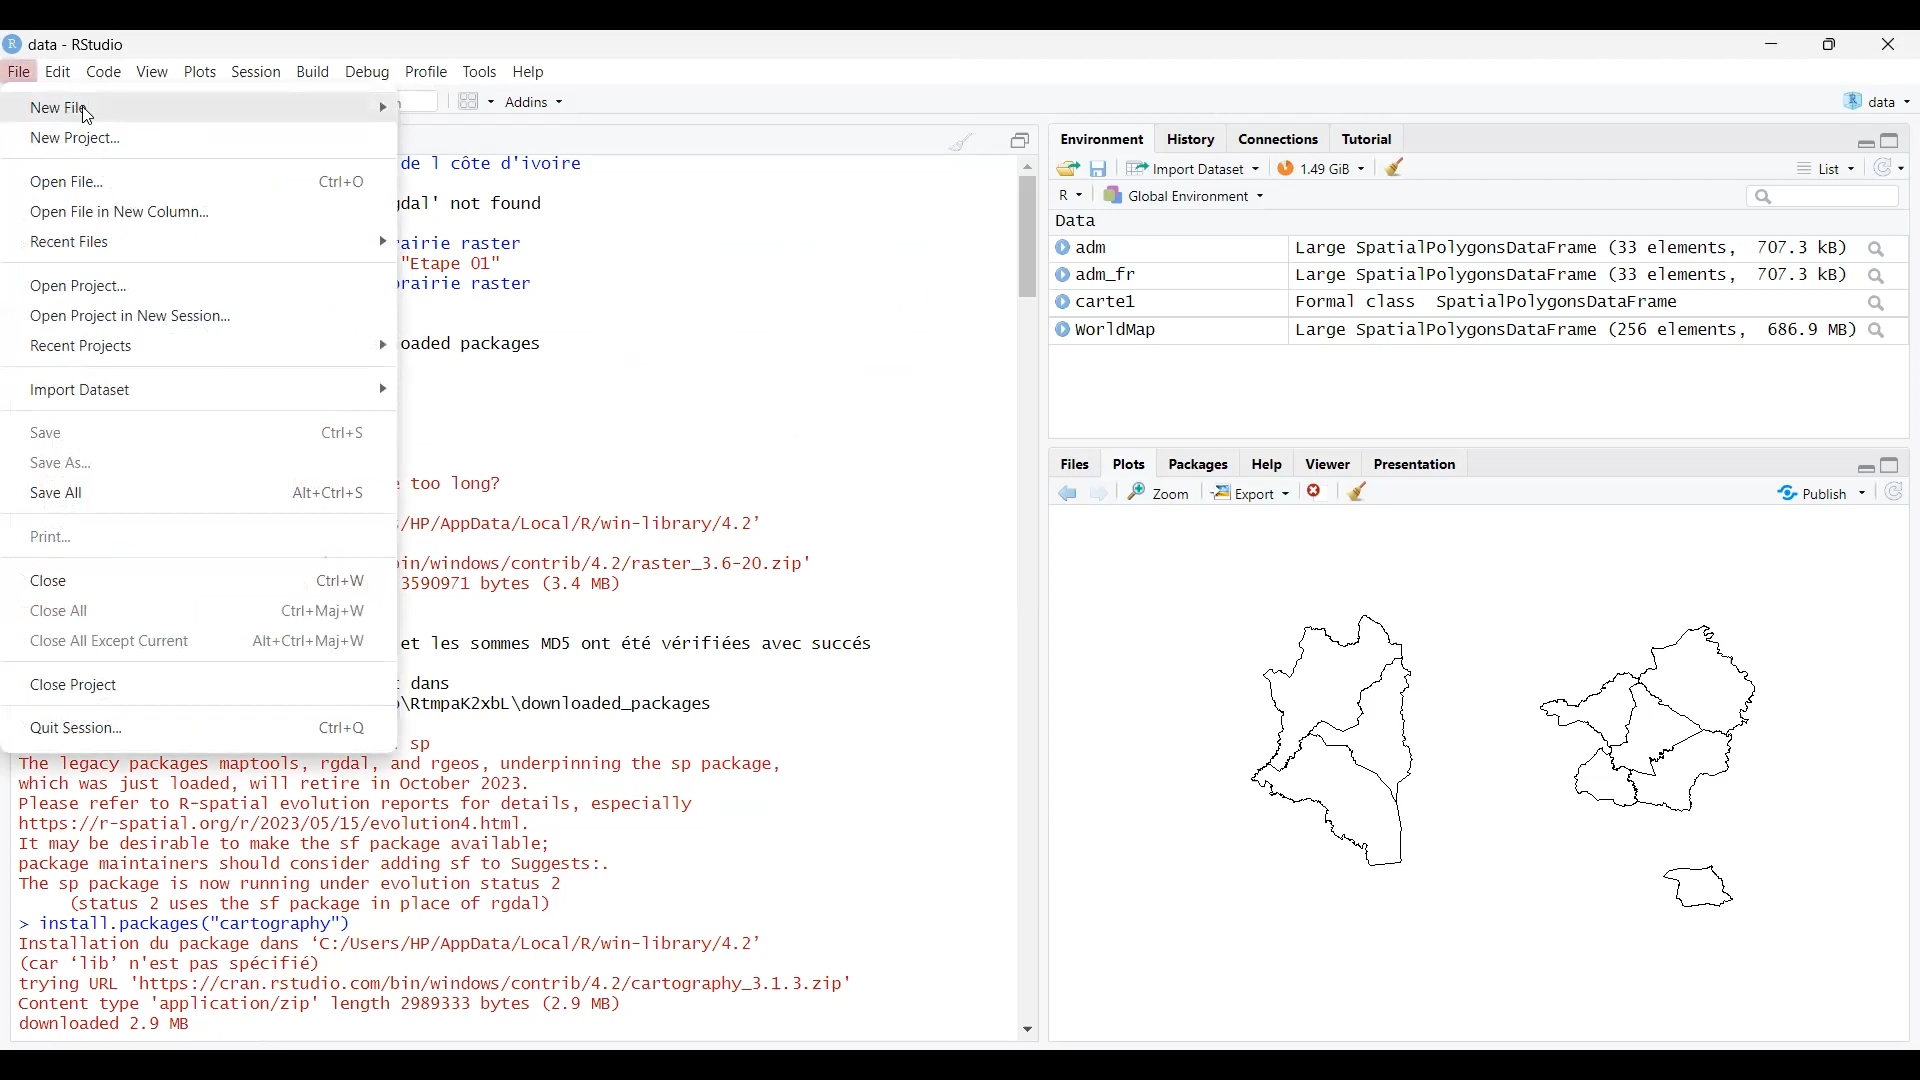 data - RStudio
File Edit Code View Plots Session Build Debug Profile Tools Help
Addins
data
New File
New Project...
Open File... Ctrl+O
Open File in New Column...
Recent Files
Open Project...
Open Project in New Session...
Recent Projects
Import Dataset
Save Ctrl+S
Save As...
Save All Alt+Ctrl+S
Print...
Close Ctrl+W
Close All Ctrl+Maj+W
Close All Except Current Alt+Ctrl+Maj+W
Close Project
Quit Session... Ctrl+Q
de l côte d'ivoire
gdal' not found
rairie raster
"Etape 01"
rairie raster
oaded packages
too long?
/HP/AppData/Local/R/win-library/4.2’
in/windows/contrib/4.2/raster_3.6-20.zip'
3590971 bytes (3.4 MB)
et les sommes MD5 ont été vérifiées avec succés
dans
\RtmpaK2xbL\downloaded_packages
sp
The legacy packages maptools, rgdal, and rgeos, underpinning the sp package,
which was just loaded, will retire in October 2023.
Please refer to R-spatial evolution reports for details, especially
https://r-spatial.org/r/2023/05/15/evolution4.html.
It may be desirable to make the sf package available;
package maintainers should consider adding sf to Suggests:.
The sp package is now running under evolution status 2
(status 2 uses the sf package in place of rgdal)
> install.packages("cartography")
Installation du package dans ‘C:/Users/HP/AppData/Local/R/win-library/4.2’
(car ‘lib’ n'est pas spécifié)
trying URL 'https://cran.rstudio.com/bin/windows/contrib/4.2/cartography_3.1.3.zip'
Content type 'application/zip' length 2989333 bytes (2.9 MB)
downloaded 2.9 MB
Environment History Connections Tutorial
Import Dataset 1.49 GiB List
R Global Environment
Data
adm Large SpatialPolygonsDataFrame (33 elements, 707.3 kB)
adm_fr Large SpatialPolygonsDataFrame (33 elements, 707.3 kB)
carte1 Formal class SpatialPolygonsDataFrame
WorldMap Large SpatialPolygonsDataFrame (256 elements, 686.9 MB)
Files Plots Packages Help Viewer Presentation
Zoom Export Publish